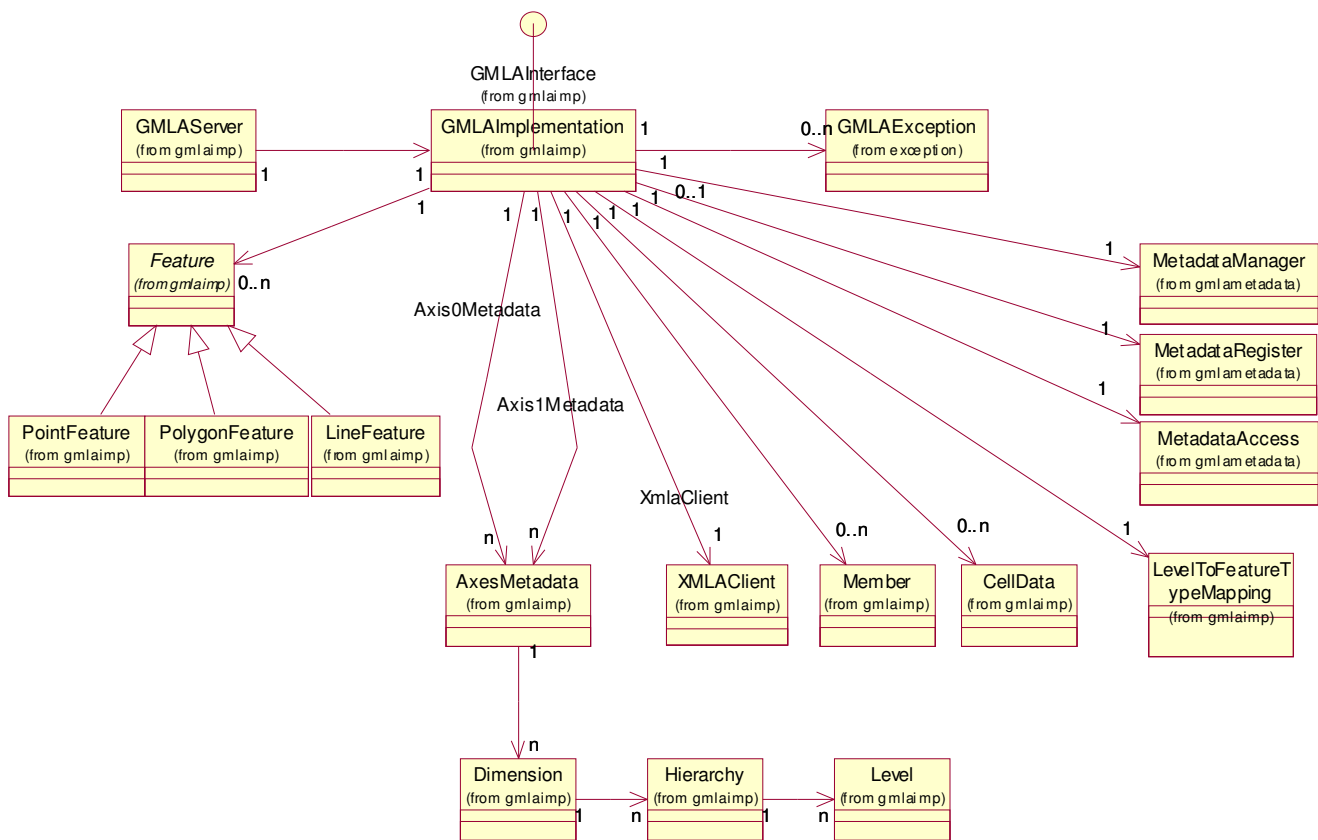 GMLAInterface
(from gmlaimp)
GMLAServer
(from gmlaimp)
1
1
GMLAImplementation
(from gmlaimp)
1
0..n
GMLAException
(from exception)
1
0..1
1
1
1
1
1
1
1
1
1
Feature
(from gmlaimp)
0..n
1
MetadataManager
(from gmlametadata)
Axis0Metadata
1
MetadataRegister
(from gmlametadata)
1
Axis1Metadata
MetadataAccess
(from gmlametadata)
PointFeature
(from gmlaimp)
PolygonFeature
(from gmlaimp)
LineFeature
(from gmlaimp)
XmlaClient
n
n
1
0..n
0..n
1
AxesMetadata
(from gmlaimp)
XMLAClient
(from gmlaimp)
Member
(from gmlaimp)
CellData
(from gmlaimp)
LevelToFeatureT
ypeMapping
(from gmlaimp)
1
n
Dimension
(from gmlaimp)
1
n
Hierarchy
(from gmlaimp)
1
n
Level
(from gmlaimp)